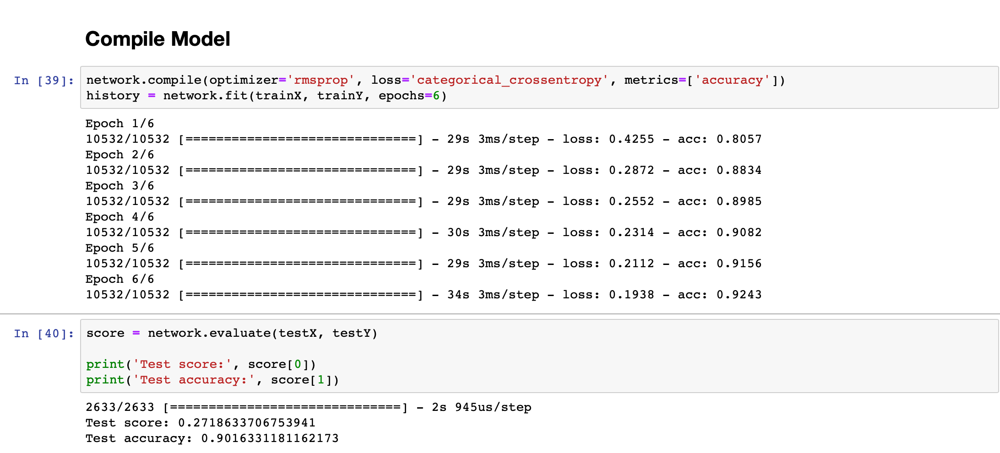 Compile Model
In [39]: network.compile(optimizer='rmsprop', loss='categorical_crossentropy', metrics=['accuracy'])
history = network.fit(trainX, trainY, epochs=6)
Epoch 1/6
10532/10532 [==============================] - 29s 3ms/step - loss: 0.4255 - acc: 0.8057
Epoch 2/6
10532/10532 [==============================] - 29s 3ms/step - loss: 0.2872 - acc: 0.8834
Epoch 3/6
10532/10532 [==============================] - 29s 3ms/step - loss: 0.2552 - acc: 0.8985
Epoch 4/6
10532/10532 [==============================] - 30s 3ms/step - loss: 0.2314 - acc: 0.9082
Epoch 5/6
10532/10532 [==============================] - 29s 3ms/step - loss: 0.2112 - acc: 0.9156
Epoch 6/6
10532/10532 [==============================] - 34s 3ms/step - loss: 0.1938 - acc: 0.9243
In [40]: score = network.evaluate(testX, testY)
print('Test score:', score[0])
print('Test accuracy:', score[1])
2633/2633 [==============================] - 2s 945us/step
Test score: 0.2718633706753941
Test accuracy: 0.9016331181162173